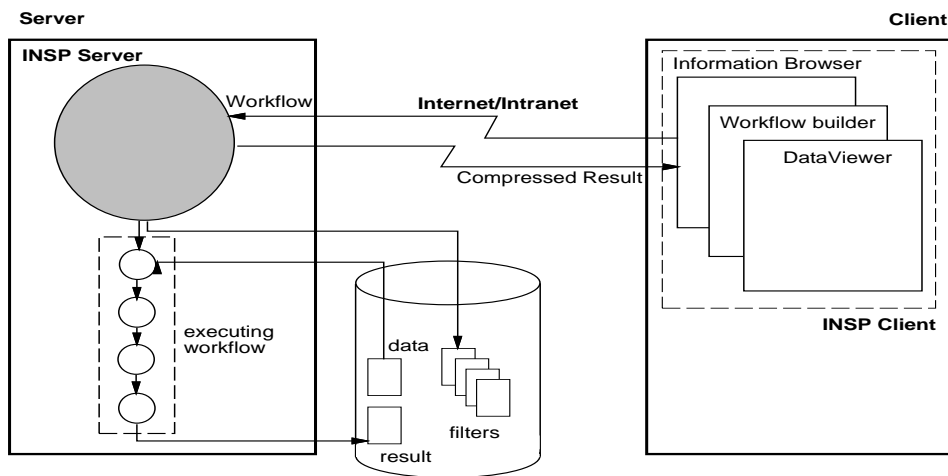 Server
Client
INSP Server
Information Browser
Workflow
Internet/Intranet
Workflow builder
DataViewer
Compressed Result
INSP Client
executing
workflow
data
filters
result